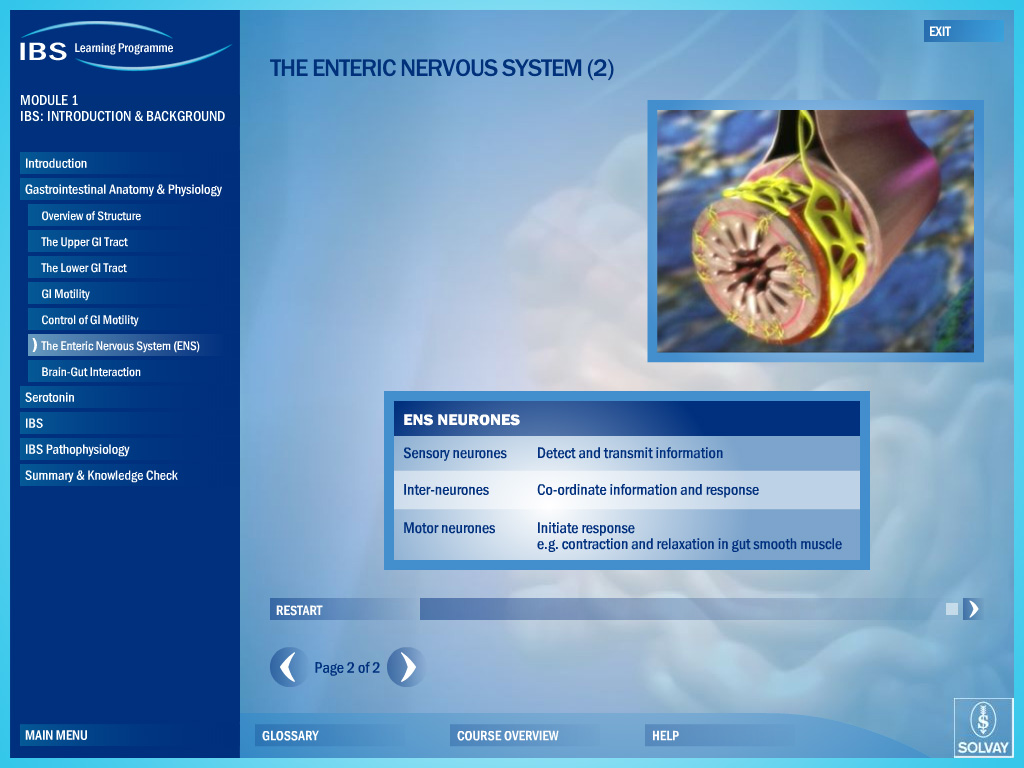 IBS Learning Programme
EXIT
THE ENTERIC NERVOUS SYSTEM (2)
MODULE 1
IBS: INTRODUCTION & BACKGROUND
Introduction
Gastrointestinal Anatomy & Physiology
Overview of Structure
The Upper GI Tract
The Lower GI Tract
GI Motility
Control of GI Motility
The Enteric Nervous System (ENS)
Brain-Gut Interaction
Serotonin
IBS
IBS Pathophysiology
Summary & Knowledge Check
ENS NEURONES
Sensory neurones Detect and transmit information
Inter-neurones Co-ordinate information and response
Motor neurones Initiate response
e.g. contraction and relaxation in gut smooth muscle
RESTART
Page 2 of 2
MAIN MENU
GLOSSARY
COURSE OVERVIEW
HELP
SOLVAY